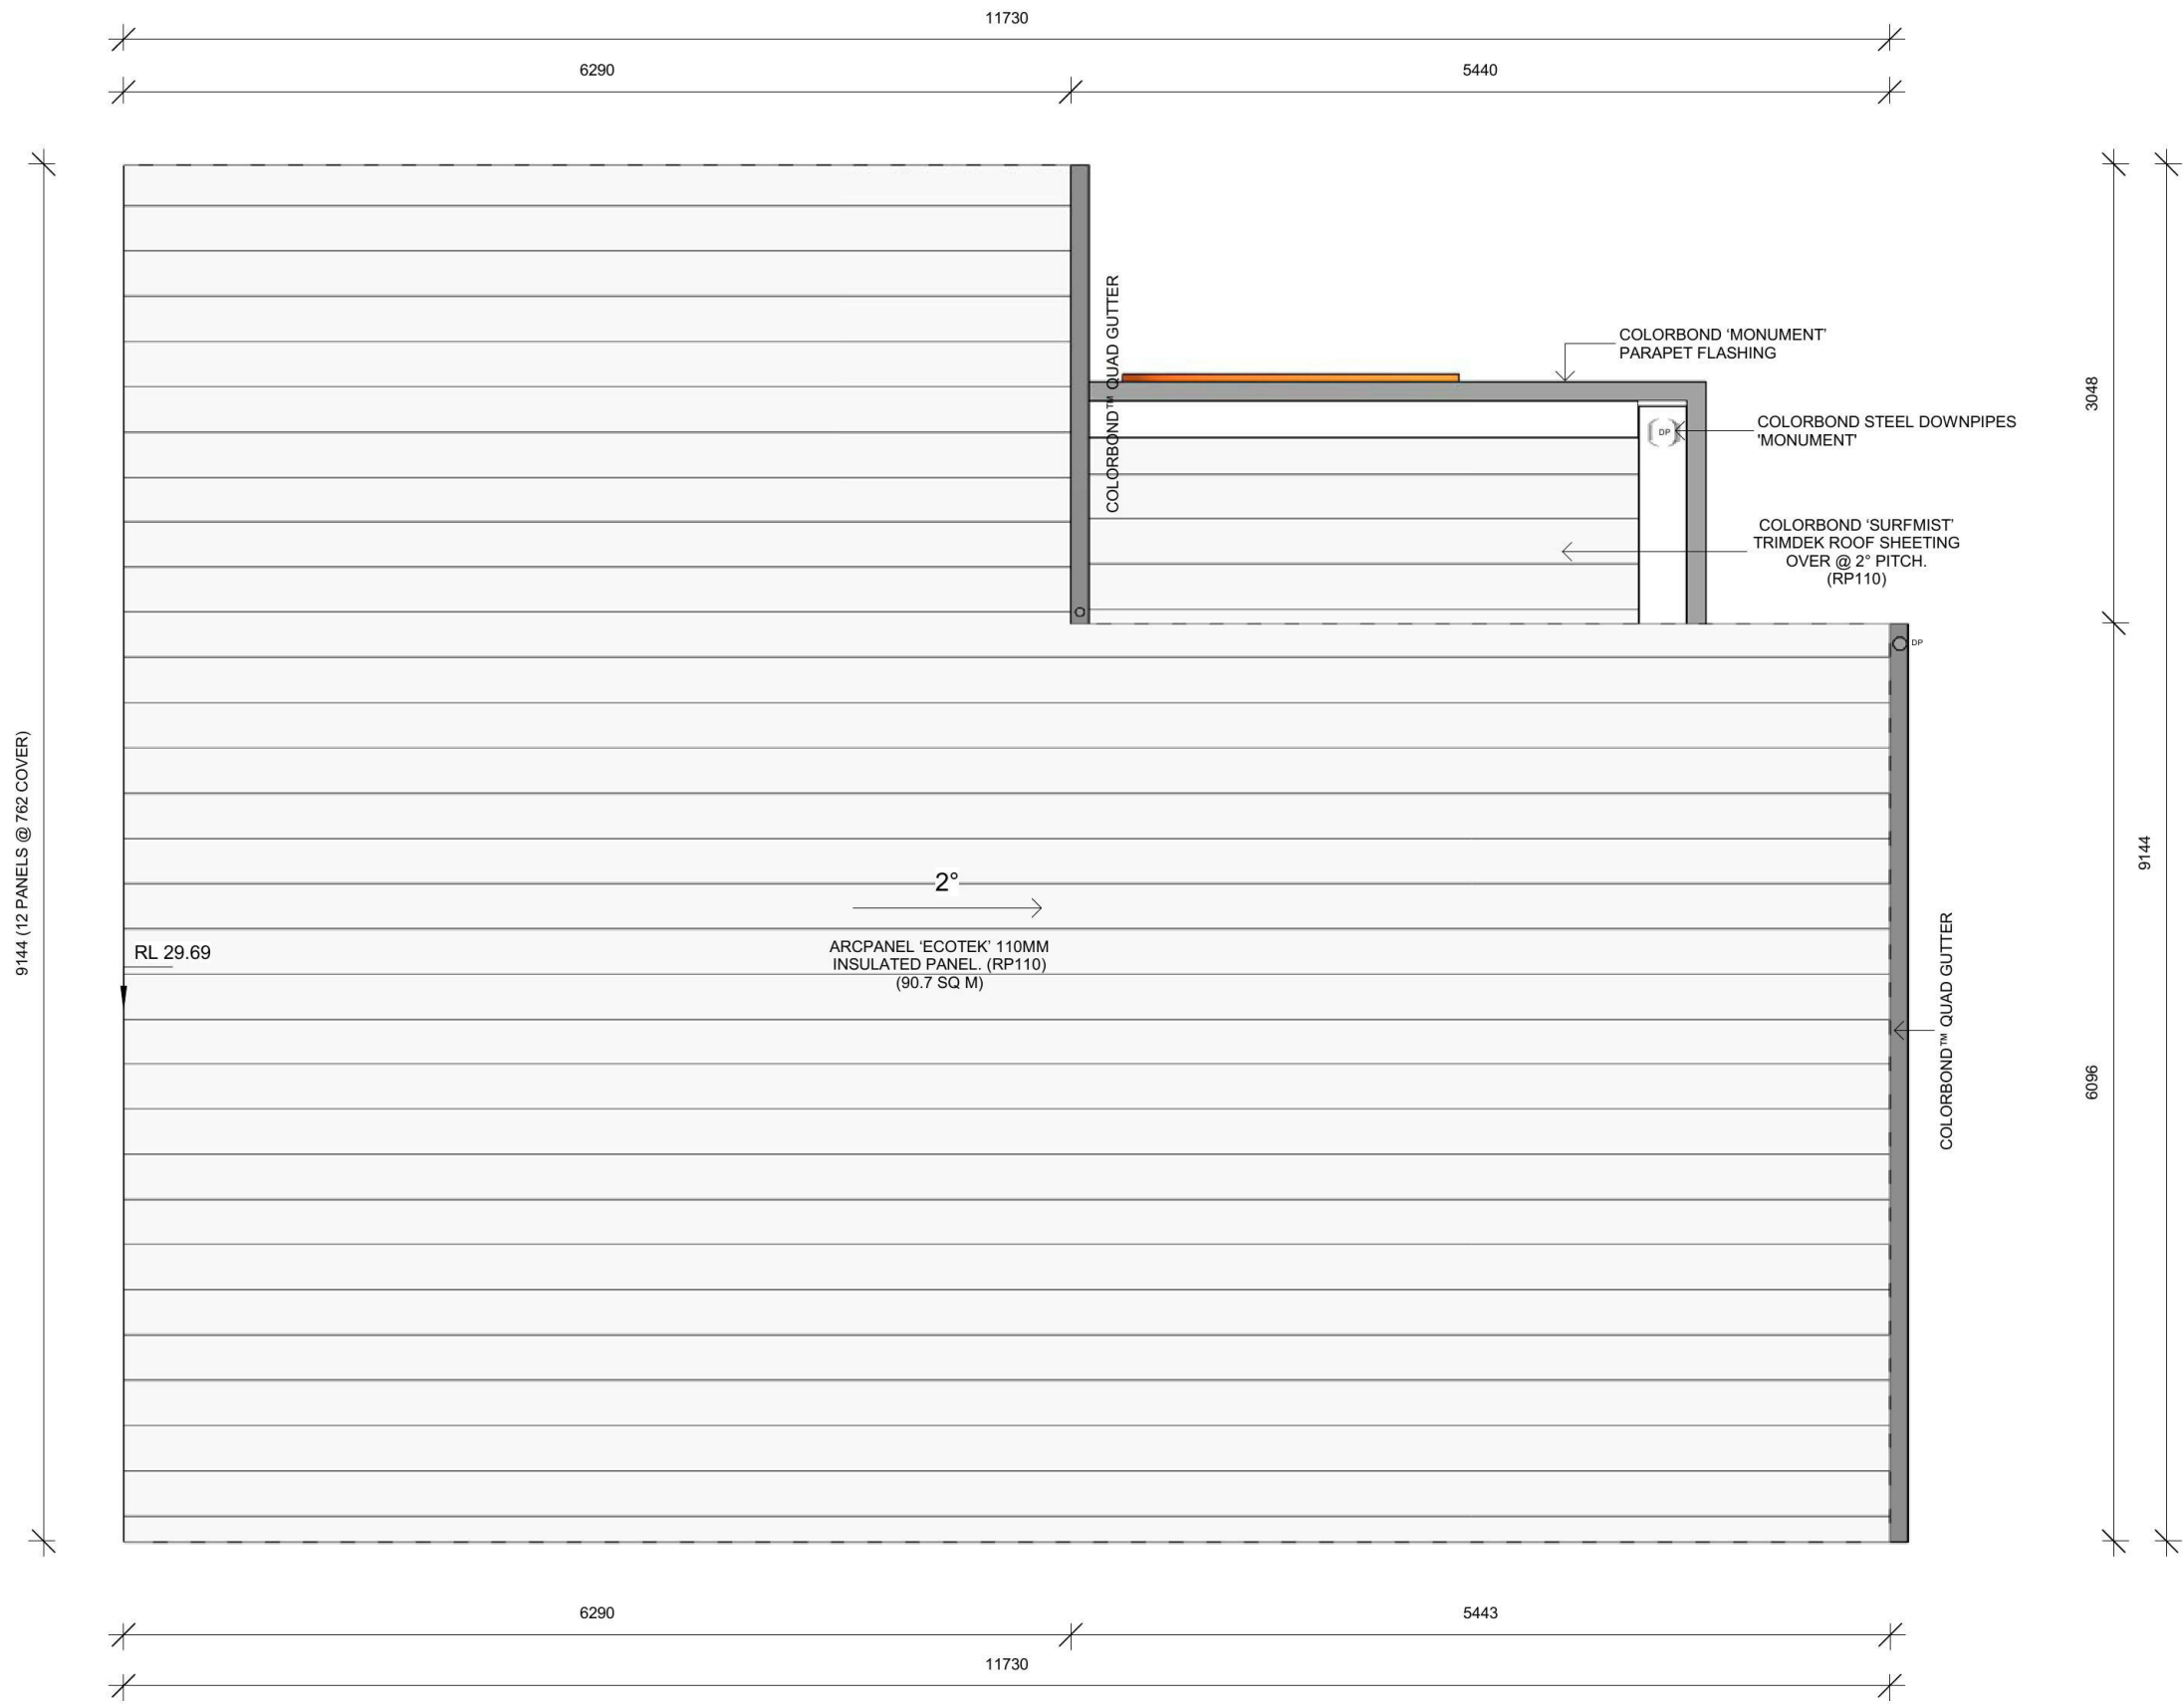 11730
6290
5440
COLORBOND™ QUAD GUTTER
COLORBOND ‘MONUMENT’
PARAPET FLASHING
3048
DP
COLORBOND STEEL DOWNPIPES
'MONUMENT'
COLORBOND ‘SURFMIST’
TRIMDEK ROOF SHEETING
OVER @ 2° PITCH.
(RP110)
DP
9144 (12 PANELS @ 762 COVER)
9144
2°
RL 29.69
ARCPANEL ‘ECOTEK’ 110MM
INSULATED PANEL. (RP110)
(90.7 SQ M)
COLORBOND™ QUAD GUTTER
6096
6290
5443
11730